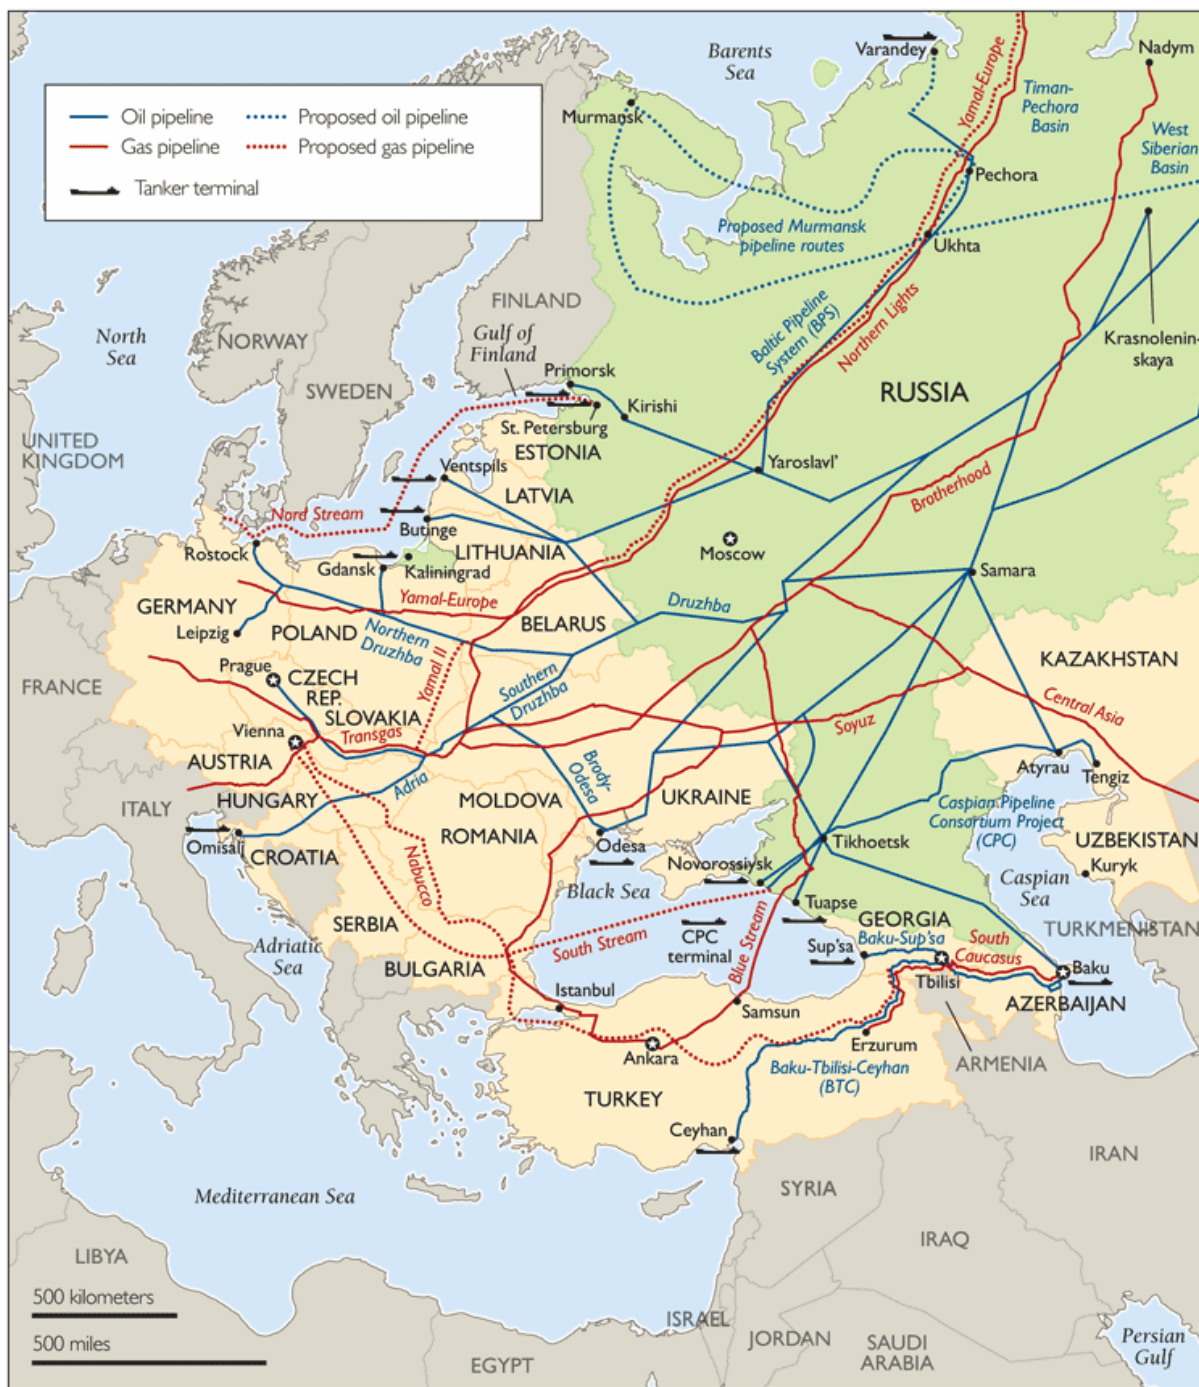 Barents
Sea
Varandey
Nadym
Oil pipeline
Proposed oil pipeline
Gas pipeline
Proposed gas pipeline
Tanker terminal
Murmansk
Yamal-Europe
Timan-
Pechora
Basin
West
Siberian
Basin
Pechora
Proposed Murmansk
pipeline routes
Ukhta
FINLAND
North
Sea
NORWAY
Gulf of
Finland
SWEDEN
Baltic Pipeline
System (BPS)
Northern Lights
Krasnolenin-
skaya
RUSSIA
Primorsk
Kirishi
St. Petersburg
UNITED
KINGDOM
ESTONIA
Ventspils
Yaroslavl'
LATVIA
Brotherhood
Nord Stream
Butinge
Rostock
LITHUANIA
Moscow
Gdansk
Kaliningrad
Samara
GERMANY
Yamal-Europe
Druzhba
Leipzig
POLAND
Northern
Druzhba
BELARUS
Prague
CZECH
REP.
Yamal II
Southern
Druzhba
KAZAKHSTAN
FRANCE
SLOVAKIA
Transgas
Vienna
Soyuz
Central Asia
AUSTRIA
Adria
Brody-
Odesa
Atyrau
Tengiz
ITALY
HUNGARY
MOLDOVA
UKRAINE
Caspian Pipeline
Consortium Project
(CPC)
ROMANIA
UZBEKISTAN
Omisalj
CROATIA
Odesa
Tikhoetsk
Nabucco
Novorossiysk
Kuryk
Black Sea
Caspian
Sea
Tuapse
SERBIA
South Stream
CPC
terminal
Blue Stream
GEORGIA
TURKMENISTAN
Adriatic
Sea
Sup'sa
Baku-Sup'sa
South
Caucasus
BULGARIA
Tbilisi
Baku
Istanbul
Samsun
AZERBAIJAN
Ankara
Erzurum
ARMENIA
Baku-Tbilisi-Ceyhan
(BTC)
TURKEY
Ceyhan
IRAN
Mediterranean Sea
SYRIA
LIBYA
IRAQ
500 kilometers
500 miles
ISRAEL
JORDAN
SAUDI
ARABIA
Persian
Gulf
EGYPT